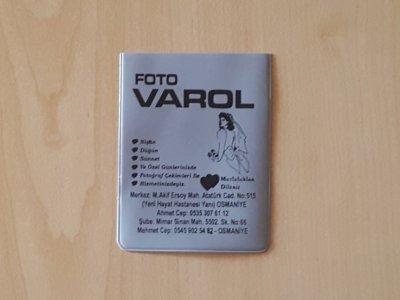 FOTO
VAROL
Nişan
Düğün
Sünnet
Ve Özel Günlerinizde
Fotoğraf Çekimleri İle
Hizmetinizdeyiz.
Mutluluklar
Dileriz
Merkez: M.Akif Ersoy Mah. Atatürk Cad. No:515
(Yeni Hayat Hastanesi Yanı) OSMANİYE
Ahmet Cep: 0535 307 61 12
Şube: Mimar Sinan Mah. 5502. Sk. No:66
Mehmet Cep: 0545 902 54 82 - OSMANİYE